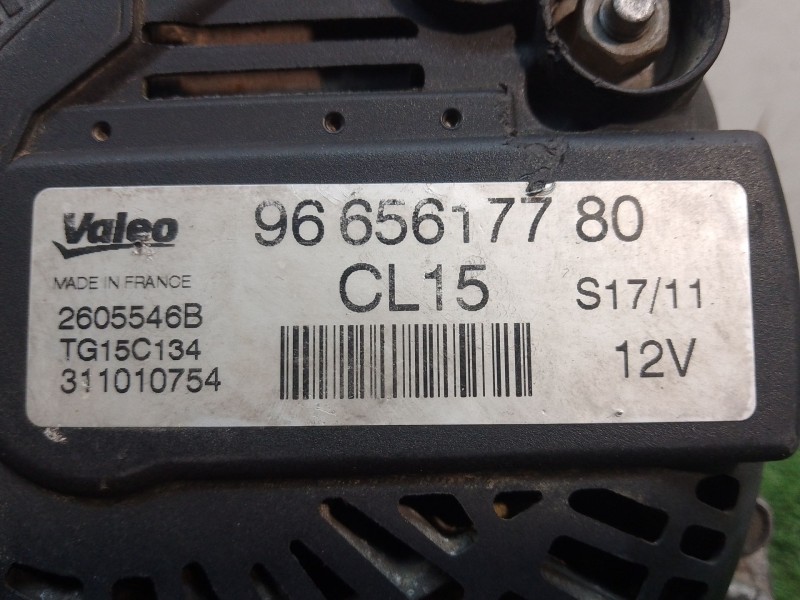 Valeo
96 656177 80
MADE IN FRANCE
CL15
S17/11
2605546B
TG15C134
12V
311010754